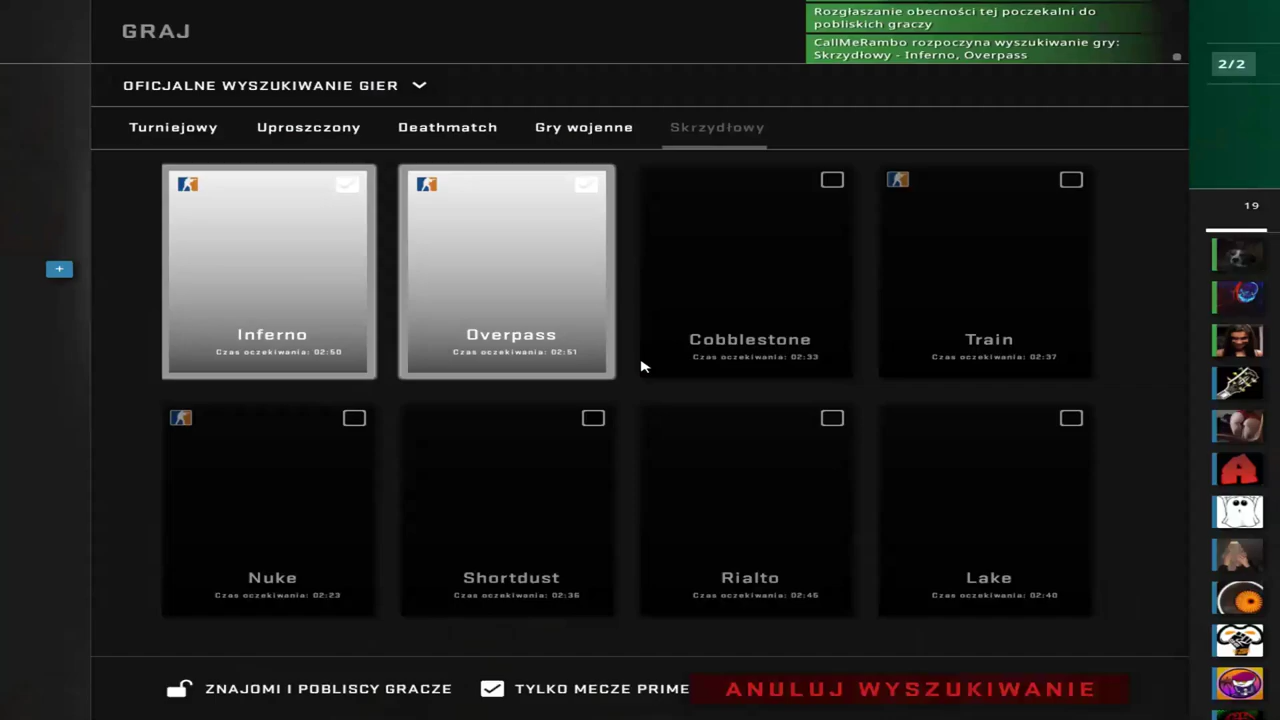 GRAJ
Rozgłaszanie obecności tej poczekalni do
pobliskich graczy
CallMeRambo rozpoczyna wyszukiwanie gry:
Skrzydłowy - Inferno, Overpass
2/2
OFICJALNE WYSZUKIWANIE GIER
Turniejowy Uproszczony Deathmatch Gry wojenne Skrzydłowy
19
+
Inferno
Czas oczekiwania: 02:50
Overpass
Czas oczekiwania: 02:51
Cobblestone
Czas oczekiwania: 02:33
Train
Czas oczekiwania: 02:37
Nuke
Czas oczekiwania: 02:23
Shortdust
Czas oczekiwania: 02:36
Rialto
Czas oczekiwania: 02:45
Lake
Czas oczekiwania: 02:40
ZNAJOMI I POBLISCY GRACZE
TYLKO MECZE PRIME
ANULUJ WYSZUKIWANIE